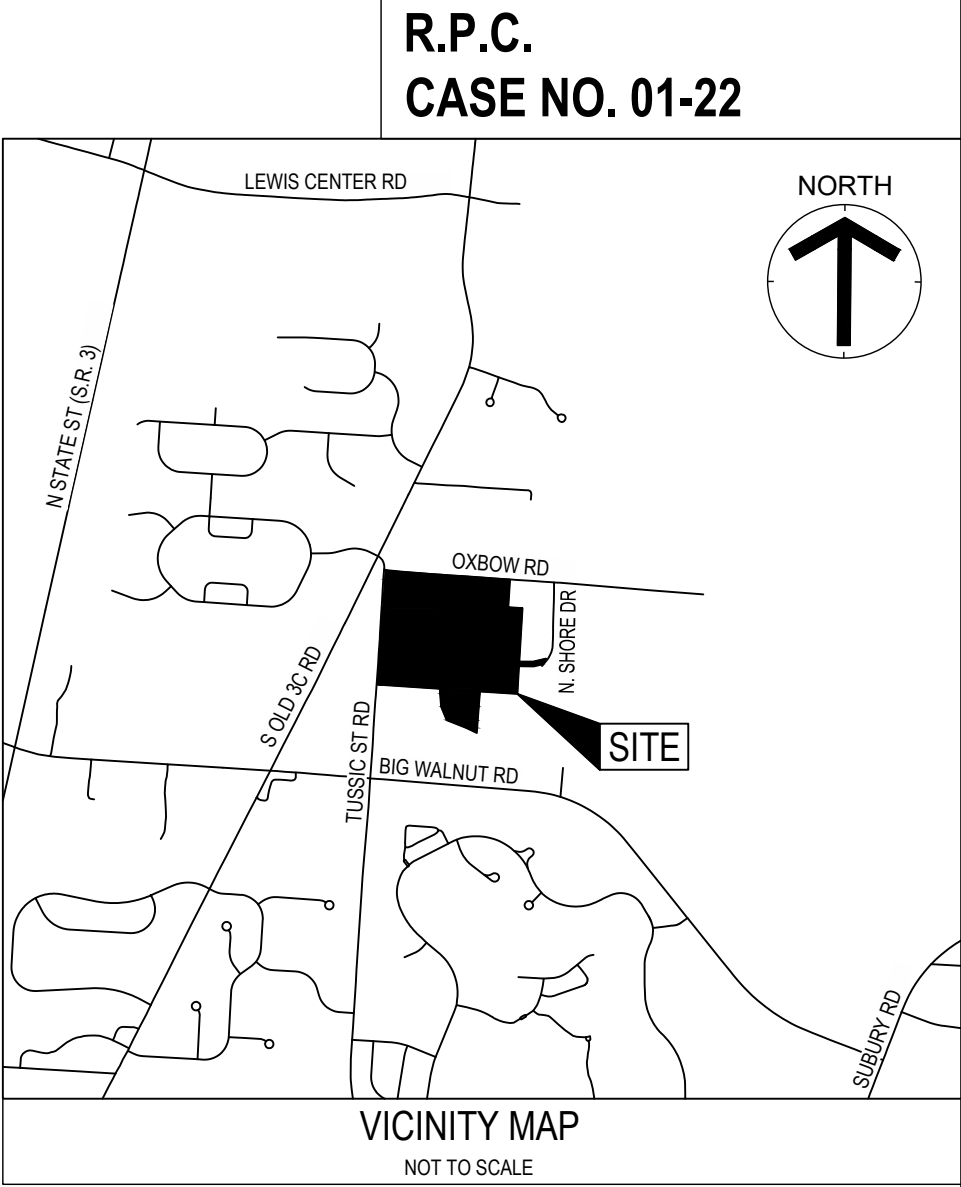 R.P.C.
CASE NO. 01-22
LEWIS CENTER RD
NORTH
N STATE ST (S.R. 3)
OXBOW RD
N. SHORE DR
S OLD 3C RD
TUSSIC ST RD
SITE
BIG WALNUT RD
SUBURY RD
VICINITY MAP
NOT TO SCALE